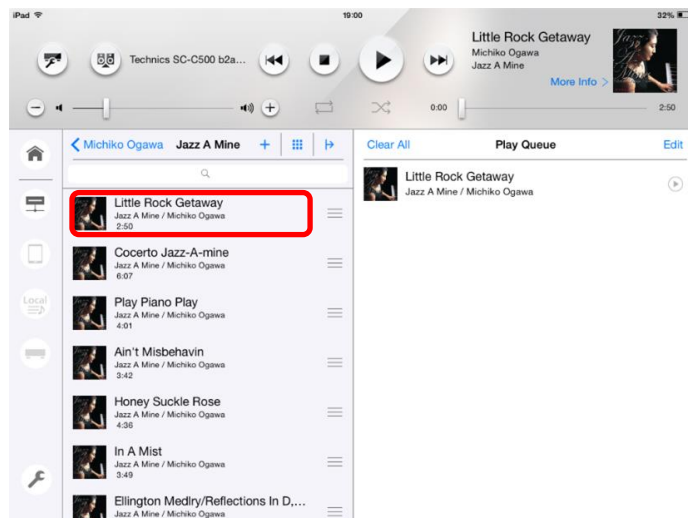 iPad
19:00
32%
Technics SC-C500 b2a...
Little Rock Getaway
Michiko Ogawa
Jazz A Mine
More Info >
0:00
2:50
Michiko Ogawa
Jazz A Mine
Clear All
Play Queue
Edit
Little Rock Getaway
Jazz A Mine / Michiko Ogawa
2:50
Cocerto Jazz-A-mine
Jazz A Mine / Michiko Ogawa
6:07
Play Piano Play
Jazz A Mine / Michiko Ogawa
4:01
Ain't Misbehavin
Jazz A Mine / Michiko Ogawa
3:42
Honey Suckle Rose
Jazz A Mine / Michiko Ogawa
4:36
In A Mist
Jazz A Mine / Michiko Ogawa
3:49
Ellington Medlry/Reflections In D,...
Jazz A Mine / Michiko Ogawa
Local
Little Rock Getaway
Jazz A Mine / Michiko Ogawa